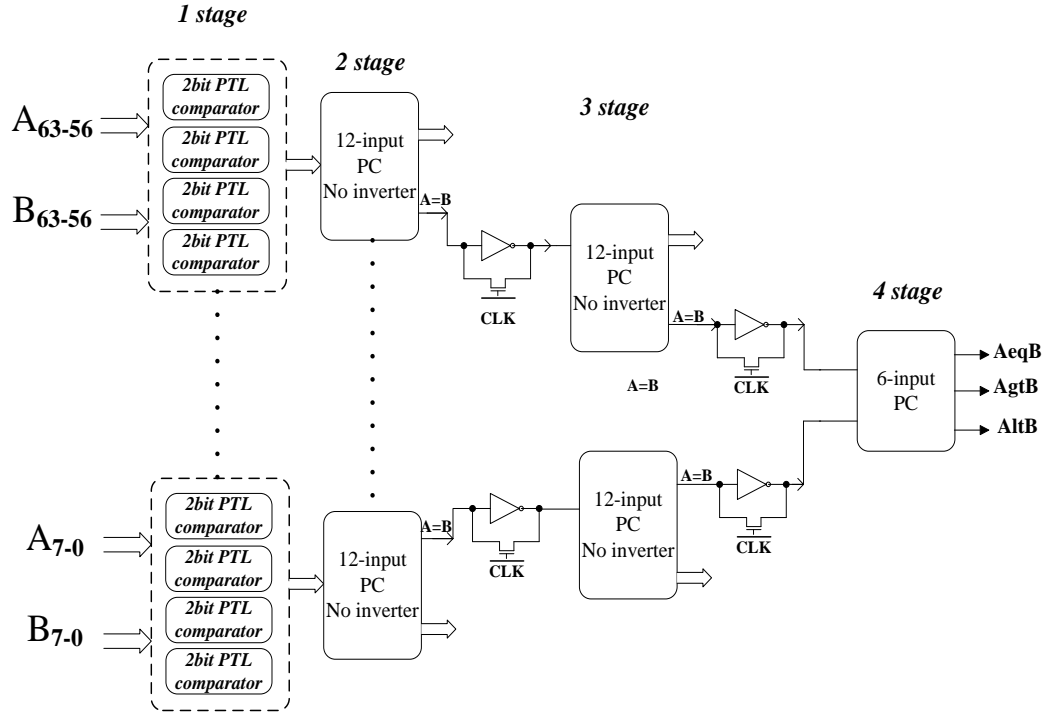 1 stage
2 stage
3 stage
4 stage
A63-56
B63-56
2bit PTL
comparator
2bit PTL
comparator
2bit PTL
comparator
2bit PTL
comparator
12-input
PC
No inverter
A=B
CLK
12-input
PC
No inverter
A=B
CLK
A=B
6-input
PC
AeqB
AgtB
AltB
A7-0
B7-0
2bit PTL
comparator
2bit PTL
comparator
2bit PTL
comparator
2bit PTL
comparator
12-input
PC
No inverter
A=B
CLK
12-input
PC
No inverter
A=B
CLK